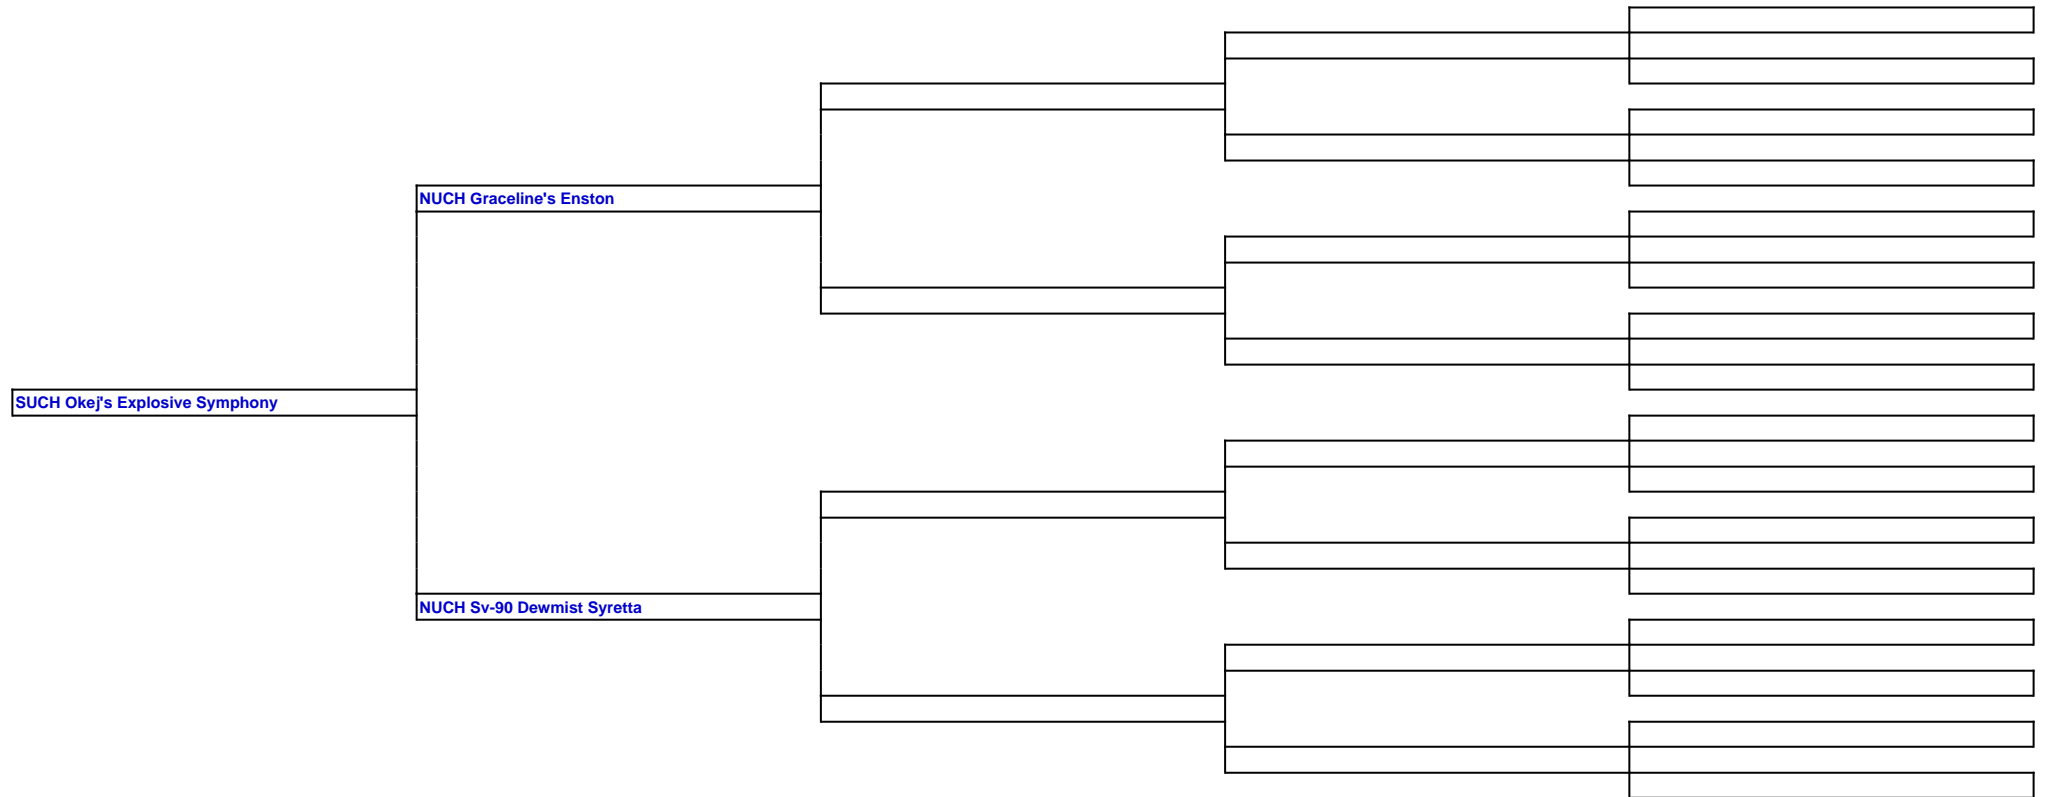 NUCH Graceline's Enston
SUCH Okej's Explosive Symphony
NUCH Sv-90 Dewmist Syretta